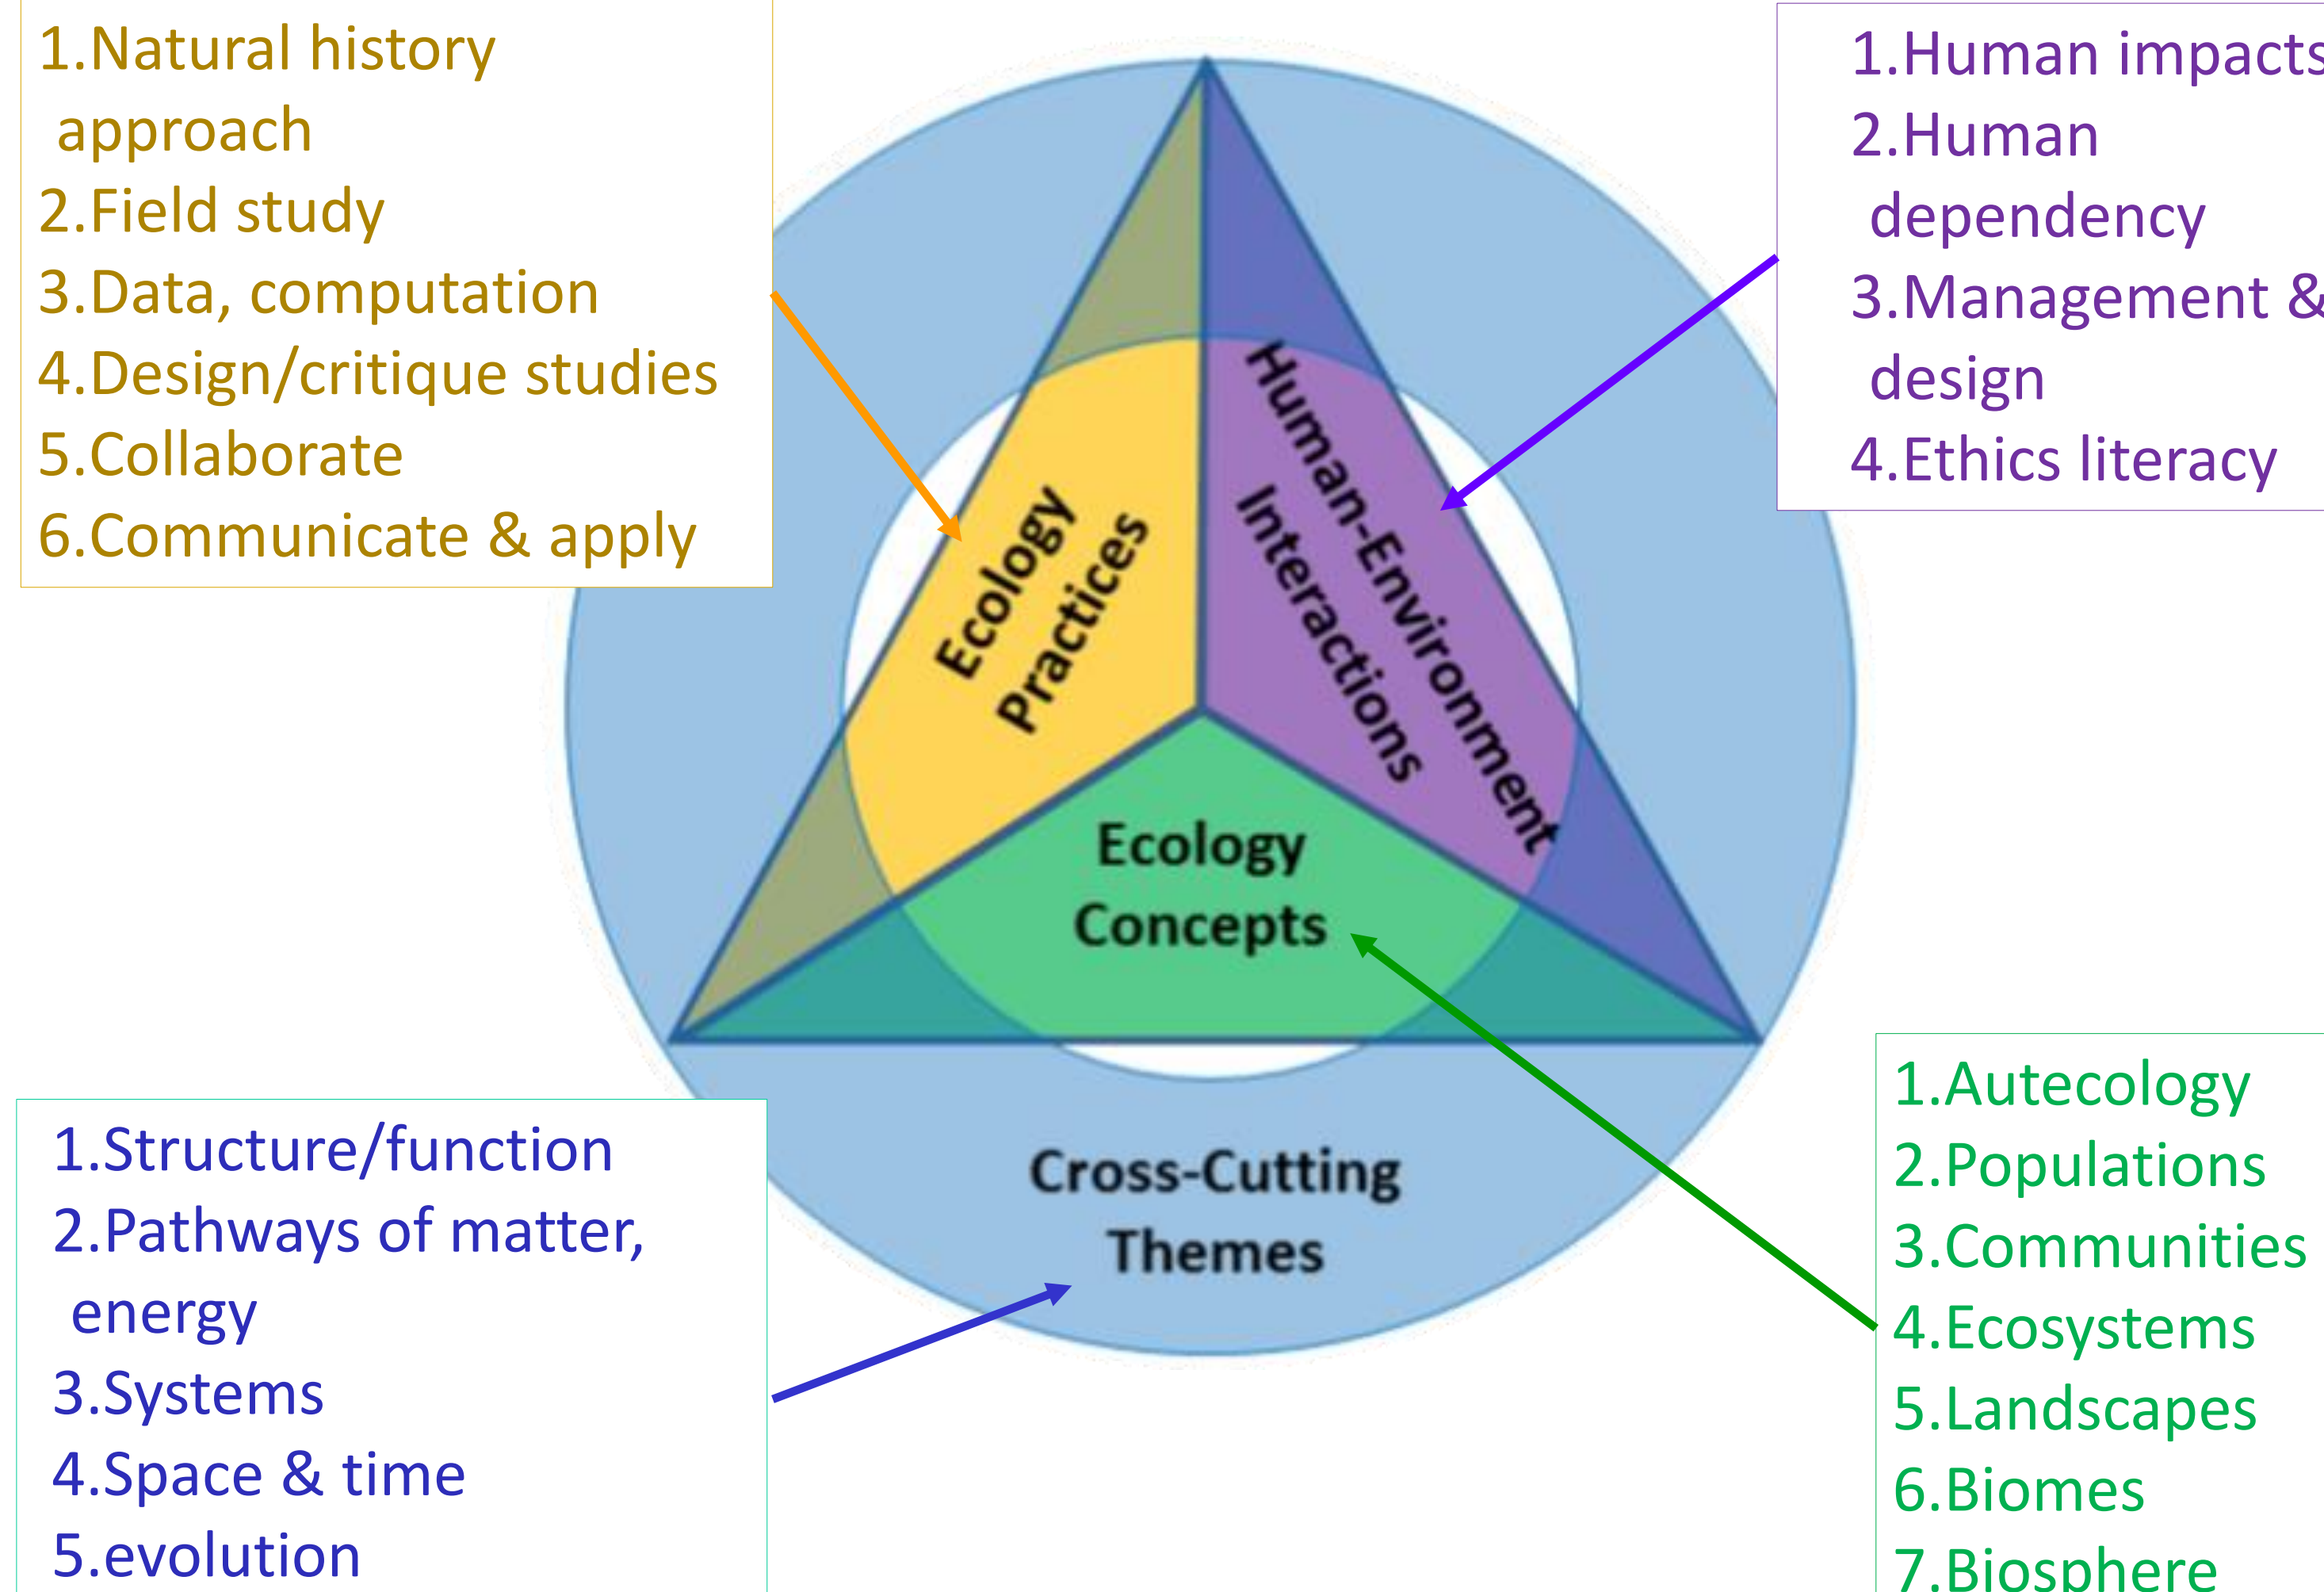 1.Natural history
approach
2.Field study
3.Data, computation
4.Design/critique studies
5.Collaborate
6.Communicate & apply
1.Human impacts
2.Human
dependency
3.Management &
design
4.Ethics literacy
Ecology
Practices
Human-Environment
Interactions
Ecology
Concepts
Cross-Cutting
Themes
1.Structure/function
2.Pathways of matter,
energy
3.Systems
4.Space & time
5.evolution
1.Autecology
2.Populations
3.Communities
4.Ecosystems
5.Landscapes
6.Biomes
7.Biosphere